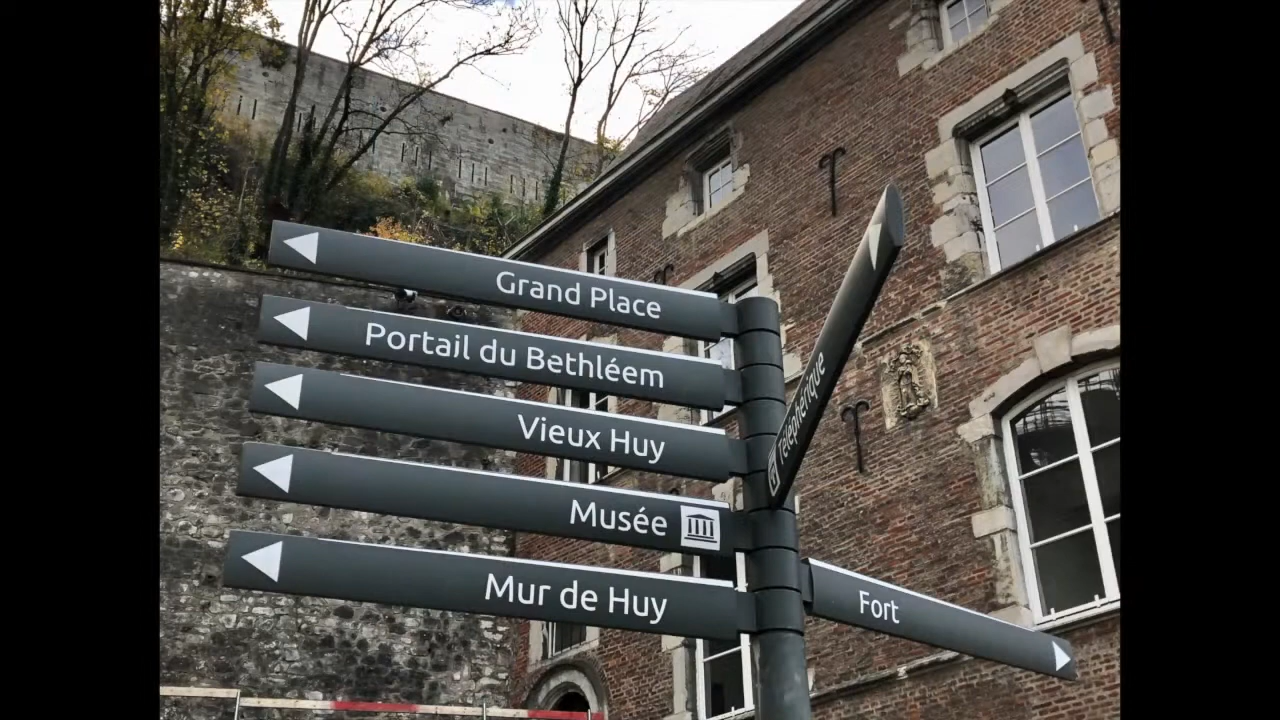 Grand Place
Portail du Bethléem
Vieux Huy
Musée
Mur de Huy
Téléphérique
Fort